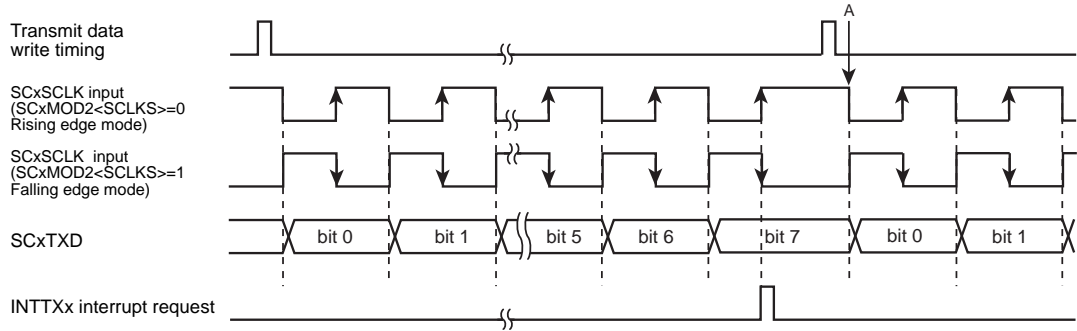 Transmit data
write timing
A
SCxSCLK input
(SCxMOD2<SCLKS>=0
Rising edge mode)
SCxSCLK input
(SCxMOD2<SCLKS>=1
Falling edge mode)
SCxTXD
bit 0
bit 1
bit 5
bit 6
bit 7
bit 0
bit 1
INTTXx interrupt request